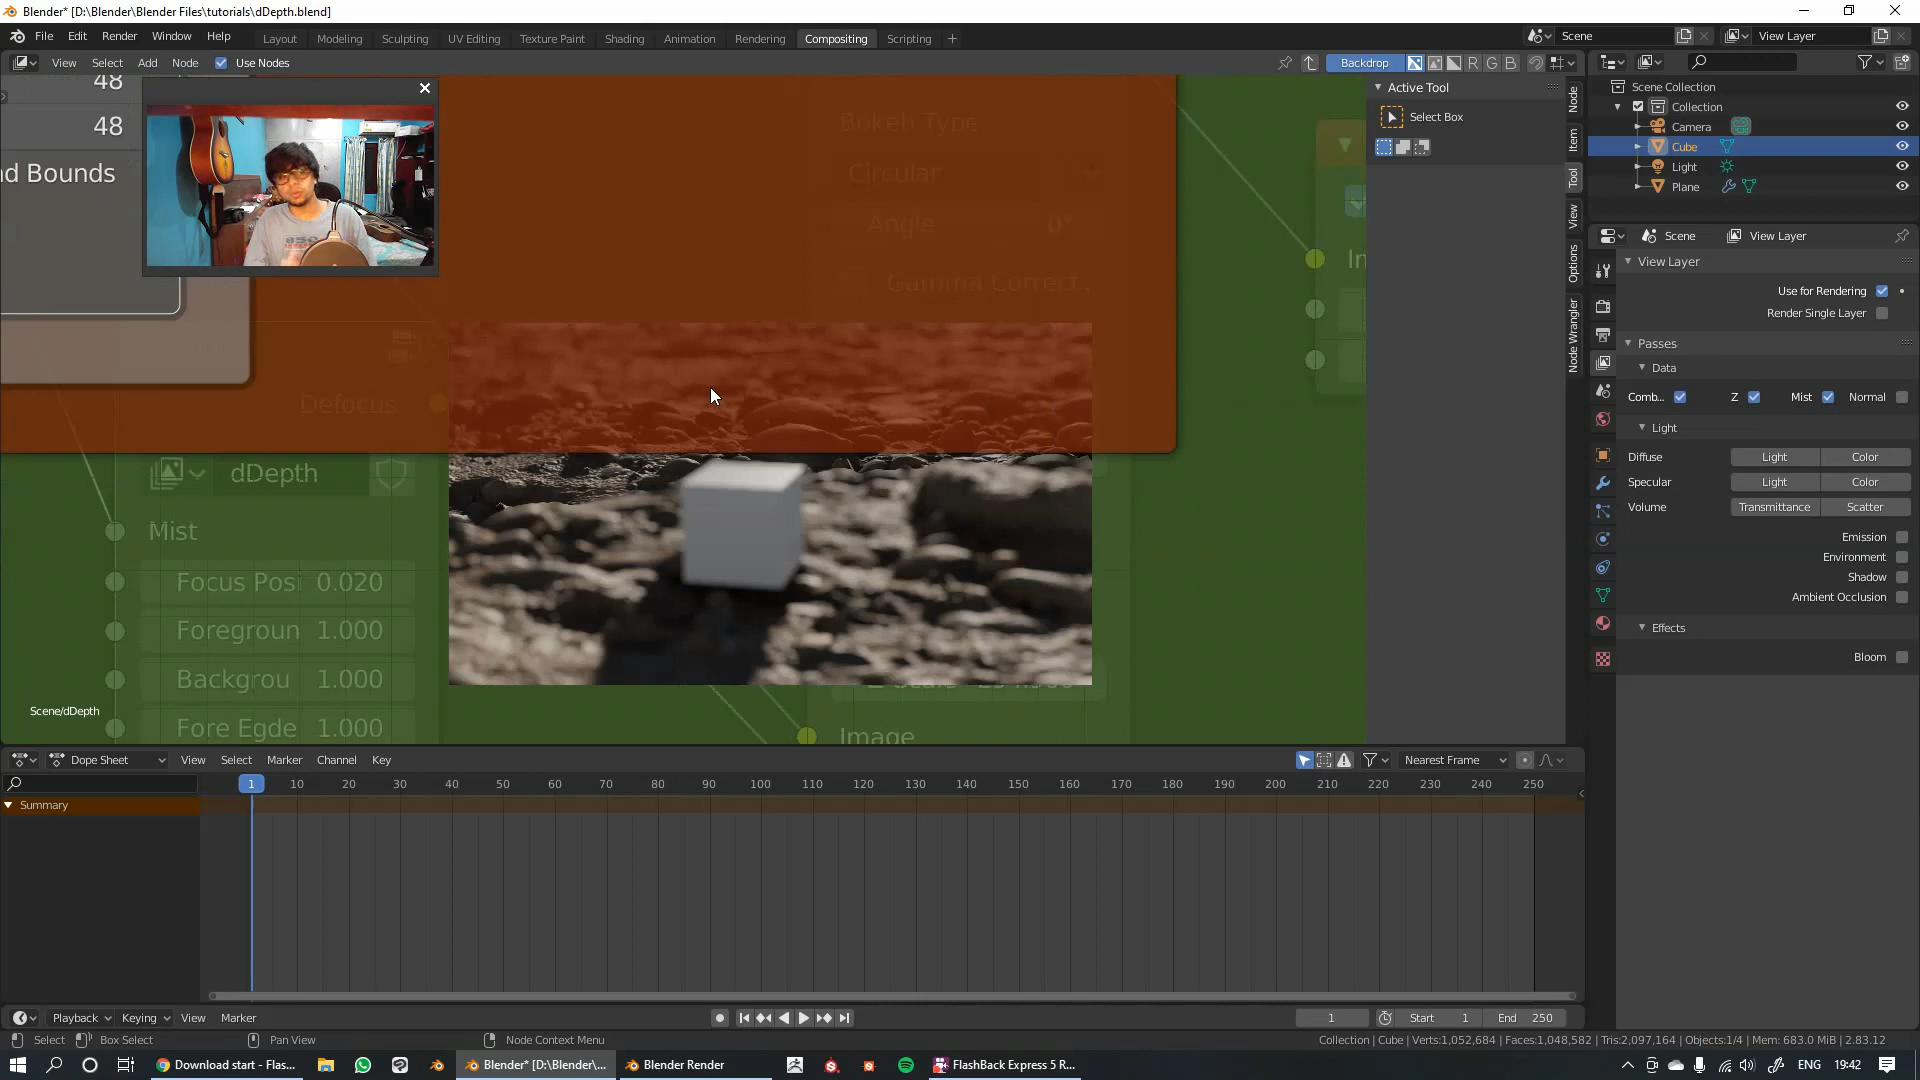 Blender* [D:\Blender\Blender Files\tutorials\dDepth.blend]
File Edit Render Window Help
Layout Modeling Sculpting UV Editing Texture Paint Shading Animation Rendering Compositing Scripting +
Scene
View Layer
View Select Add Node Use Nodes
Backdrop
R G B
48
48
nd Bounds
850
Bokeh Type
Circular
Angle 0°
Gamma Correct..
Defocus
dDepth
Mist
Focus Posi 0.020
Foregroun 1.000
Backgrou 1.000
Fore Egde 1.000
Scene/dDepth
Image
Active Tool
Select Box
Node
Item
Tool
View
Options
Node Wrangler
Scene Collection
Collection
Camera
Cube
Light
Plane
Scene View Layer
View Layer
Use for Rendering
Render Single Layer
Passes
Data
Comb... Z Mist Normal
Light
Diffuse Light Color
Specular Light Color
Volume Transmittance Scatter
Emission
Environment
Shadow
Ambient Occlusion
Effects
Bloom
Dope Sheet View Select Marker Channel Key
Nearest Frame
1 10 20 30 40 50 60 70 80 90 100 110 120 130 140 150 160 170 180 190 200 210 220 230 240 250
Summary
Playback Keying View Marker
1 Start 1 End 250
Select Box Select Pan View Node Context Menu
Collection | Cube | Verts:1,052,684 | Faces:1,048,582 | Tris:2,097,164 | Objects:1/4 | Mem: 683.0 MiB | 2.83.12
Download start - Flas... Blender* [D:\Blender\... Blender Render FlashBack Express 5 R... ENG 19:42